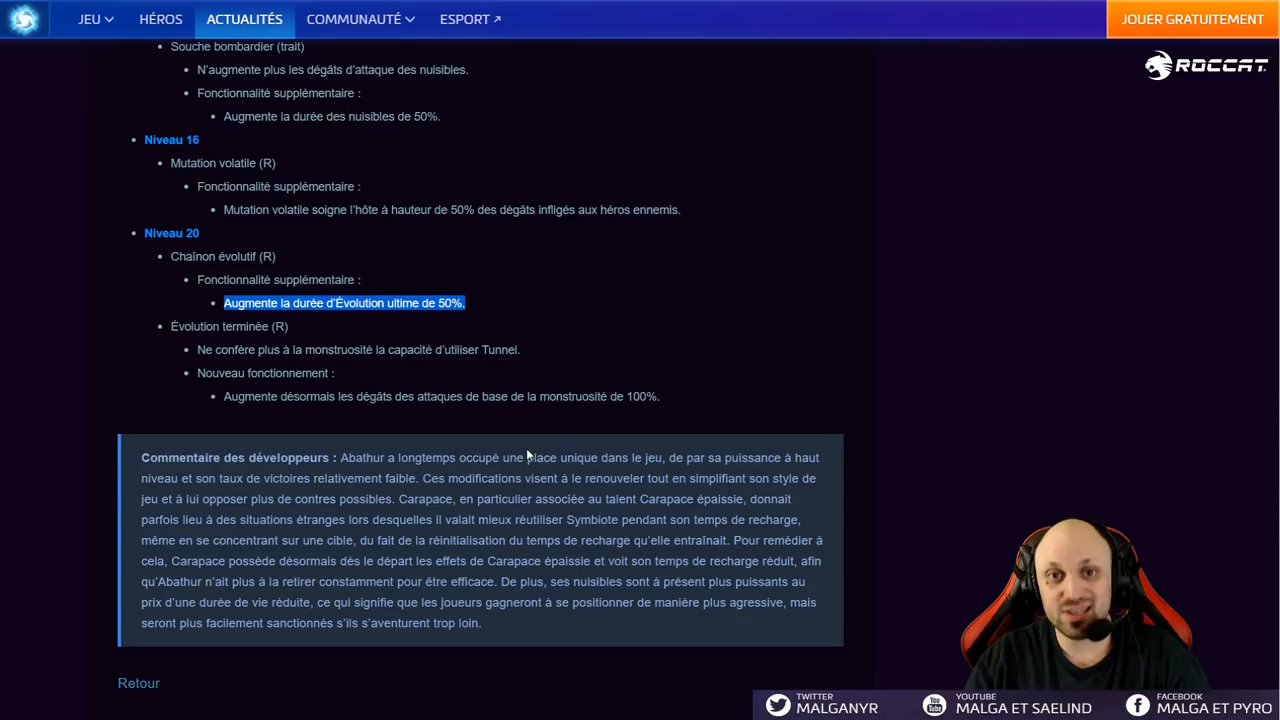 JEU HÉROS ACTUALITÉS COMMUNAUTÉ ESPORT JOUER GRATUITEMENT
Souche bombardier (trait)
N'augmente plus les dégâts d'attaque des nuisibles.
ROCCAT
Fonctionnalité supplémentaire :
Augmente la durée des nuisibles de 50%.
Niveau 16
Mutation volatile (R)
Fonctionnalité supplémentaire :
Mutation volatile soigne l'hôte à hauteur de 50% des dégâts infligés aux héros ennemis.
Niveau 20
Chaînon évolutif (R)
Fonctionnalité supplémentaire :
Augmente la durée d'Évolution ultime de 50%.
Évolution terminée (R)
Ne confère plus à la monstruosité la capacité d'utiliser Tunnel.
Nouveau fonctionnement :
Augmente désormais les dégâts des attaques de base de la monstruosité de 100%.
Commentaire des développeurs : Abathur a longtemps occupé une place unique dans le jeu, de par sa puissance à haut
niveau et son taux de victoires relativement faible. Ces modifications visent à le renouveler tout en simplifiant son style de
jeu et à lui opposer plus de contres possibles. Carapace, en particulier associée au talent Carapace épaissie, donnait
parfois lieu à des situations étranges lors desquelles il valait mieux réutiliser Symbiote pendant son temps de recharge,
même en se concentrant sur une cible, du fait de la réinitialisation du temps de recharge qu'elle entraînait. Pour remédier à
cela, Carapace possède désormais dès le départ les effets de Carapace épaissie et voit son temps de recharge réduit, afin
qu'Abathur n'ait plus à la retirer constamment pour être efficace. De plus, ses nuisibles sont à présent plus puissants au
prix d'une durée de vie réduite, ce qui signifie que les joueurs gagneront à se positionner de manière plus agressive, mais
seront plus facilement sanctionnés s'ils s'aventurent trop loin.
Retour
TWITTER
MALGANYR
YOUTUBE
MALGA ET SAELIND
FACEBOOK
MALGA ET PYRO